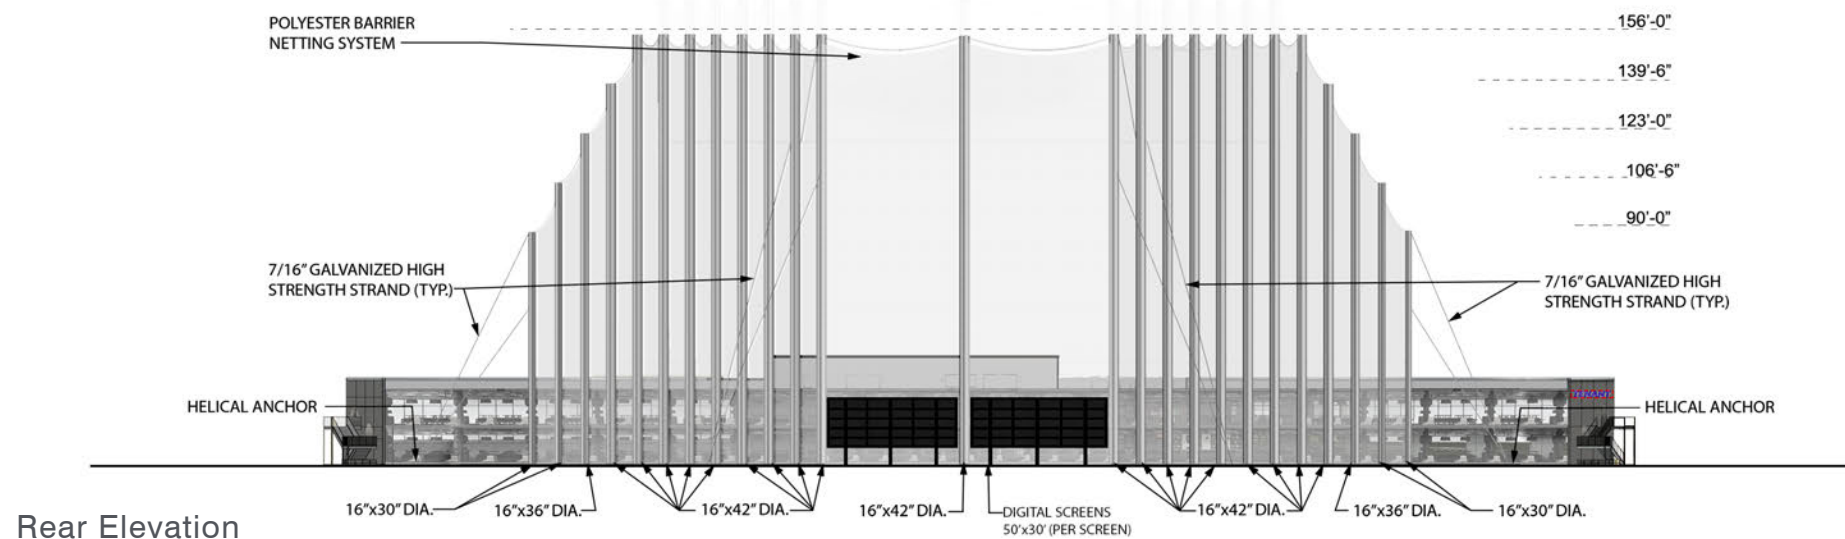 POLYESTER BARRIER
NETTING SYSTEM
156'-0"
139'-6"
123'-0"
106'-6"
90'-0"
7/16" GALVANIZED HIGH
STRENGTH STRAND (TYP.)
7/16" GALVANIZED HIGH
STRENGTH STRAND (TYP.)
HELICAL ANCHOR
HELICAL ANCHOR
16"x30" DIA.
16"x36" DIA.
16"x42" DIA.
16"x42" DIA.
DIGITAL SCREENS
50'x30' (PER SCREEN)
16"x42" DIA.
16"x36" DIA.
16"x30" DIA.
Rear Elevation